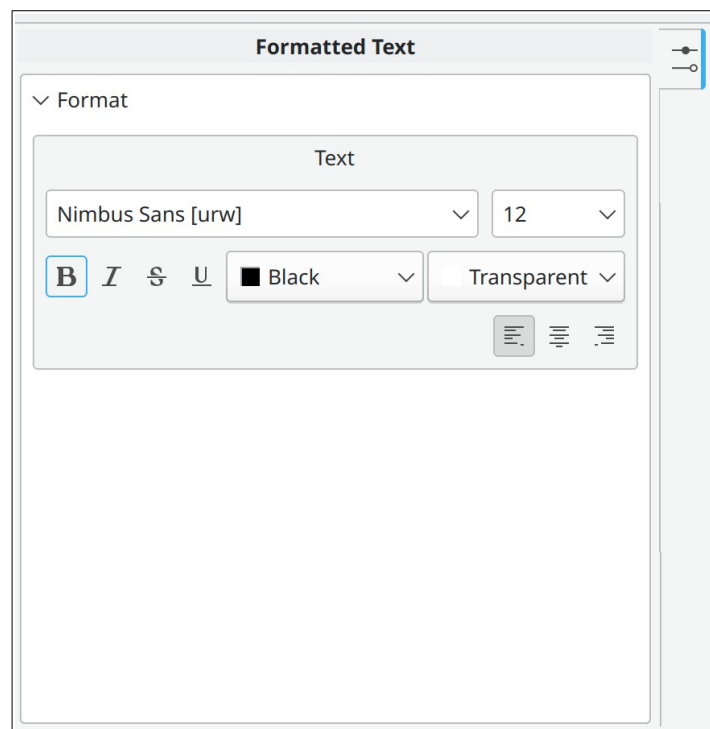 Formatted Text
Format
Text
Nimbus Sans [urw] 12
B I S U Black Transparent